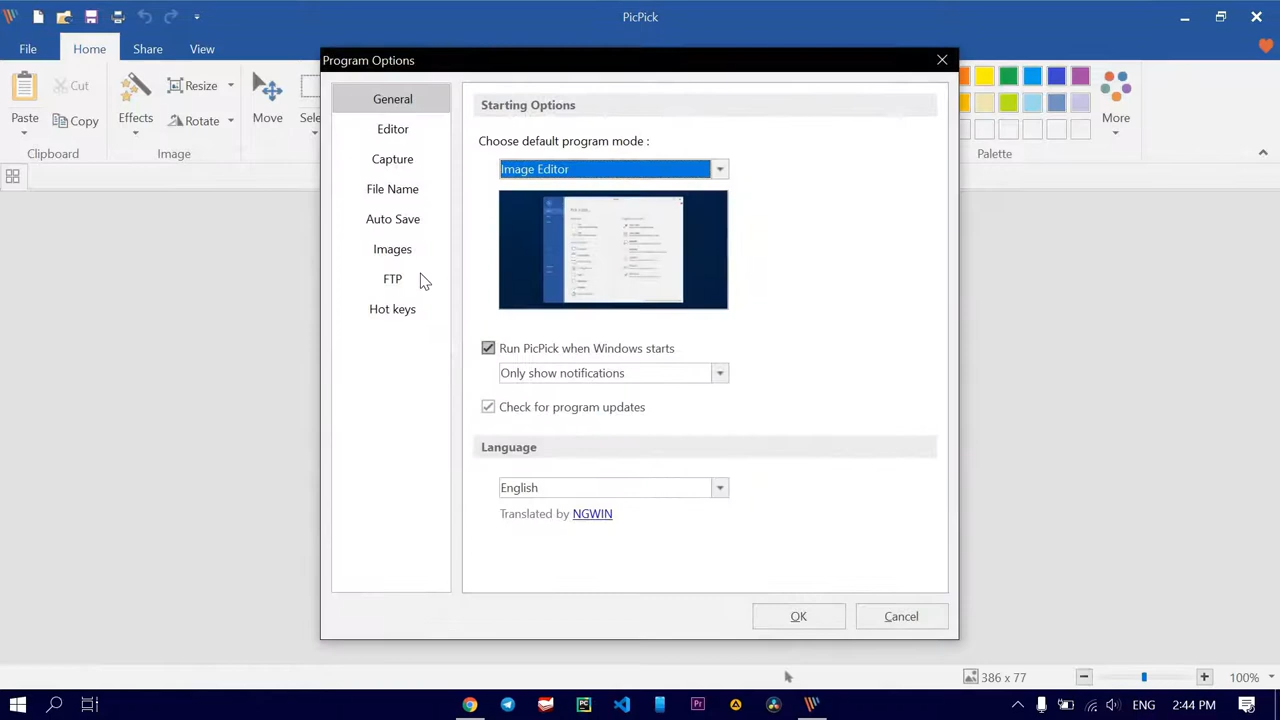 PicPick
File
Home
Share
View
Paste
Cut
Copy
Clipboard
Effects
Resize
Rotate
Image
Move
Program Options
General
Editor
Capture
File Name
Auto Save
Images
FTP
Hot keys
Starting Options
Choose default program mode :
Image Editor
Run PicPick when Windows starts
Only show notifications
Check for program updates
Language
English
Translated by NGWIN
OK
Cancel
More
Palette
386 x 77
100%
ENG
2:44 PM